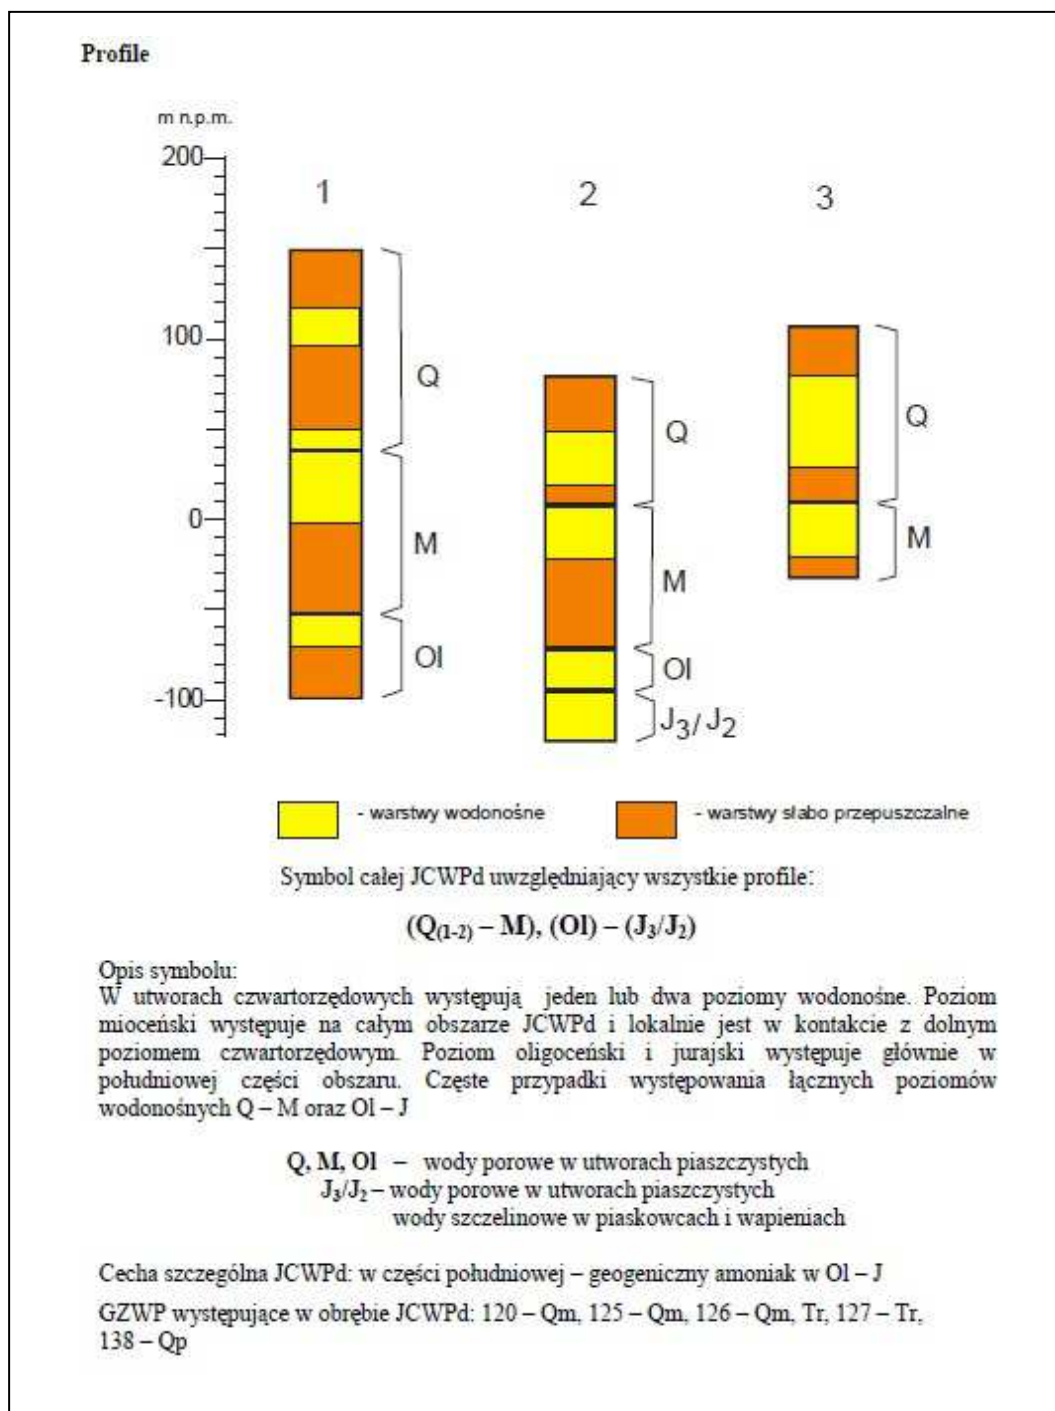 Profile
m n.p.m.
200
100
0
-100
1
2
3
Q
M
Ol
Q
M
Ol
J3/J2
Q
M
- warstwy wodonośne
- warstwy słabo przepuszczalne
Symbol całej JCWPd uwzględniający wszystkie profile:
(Q(1-2) – M), (Ol) – (J3/J2)
Opis symbolu:
W utworach czwartorzędowych występują jeden lub dwa poziomy wodonośne. Poziom
mioceński występuje na całym obszarze JCWPd i lokalnie jest w kontakcie z dolnym
poziomem czwartorzędowym. Poziom oligoceński i jurajski występuje głównie w
południowej części obszaru. Częste przypadki występowania łącznych poziomów
wodonośnych Q – M oraz Ol – J
Q, M, Ol – wody porowe w utworach piaszczystych
J3/J2 – wody porowe w utworach piaszczystych
wody szczelinowe w piaskowcach i wapieniach
Cecha szczególna JCWPd: w części południowej – geogeniczny amoniak w Ol – J
GZWP występujące w obrębie JCWPd: 120 – Qm, 125 – Qm, 126 – Qm, Tr, 127 – Tr,
138 – Qp